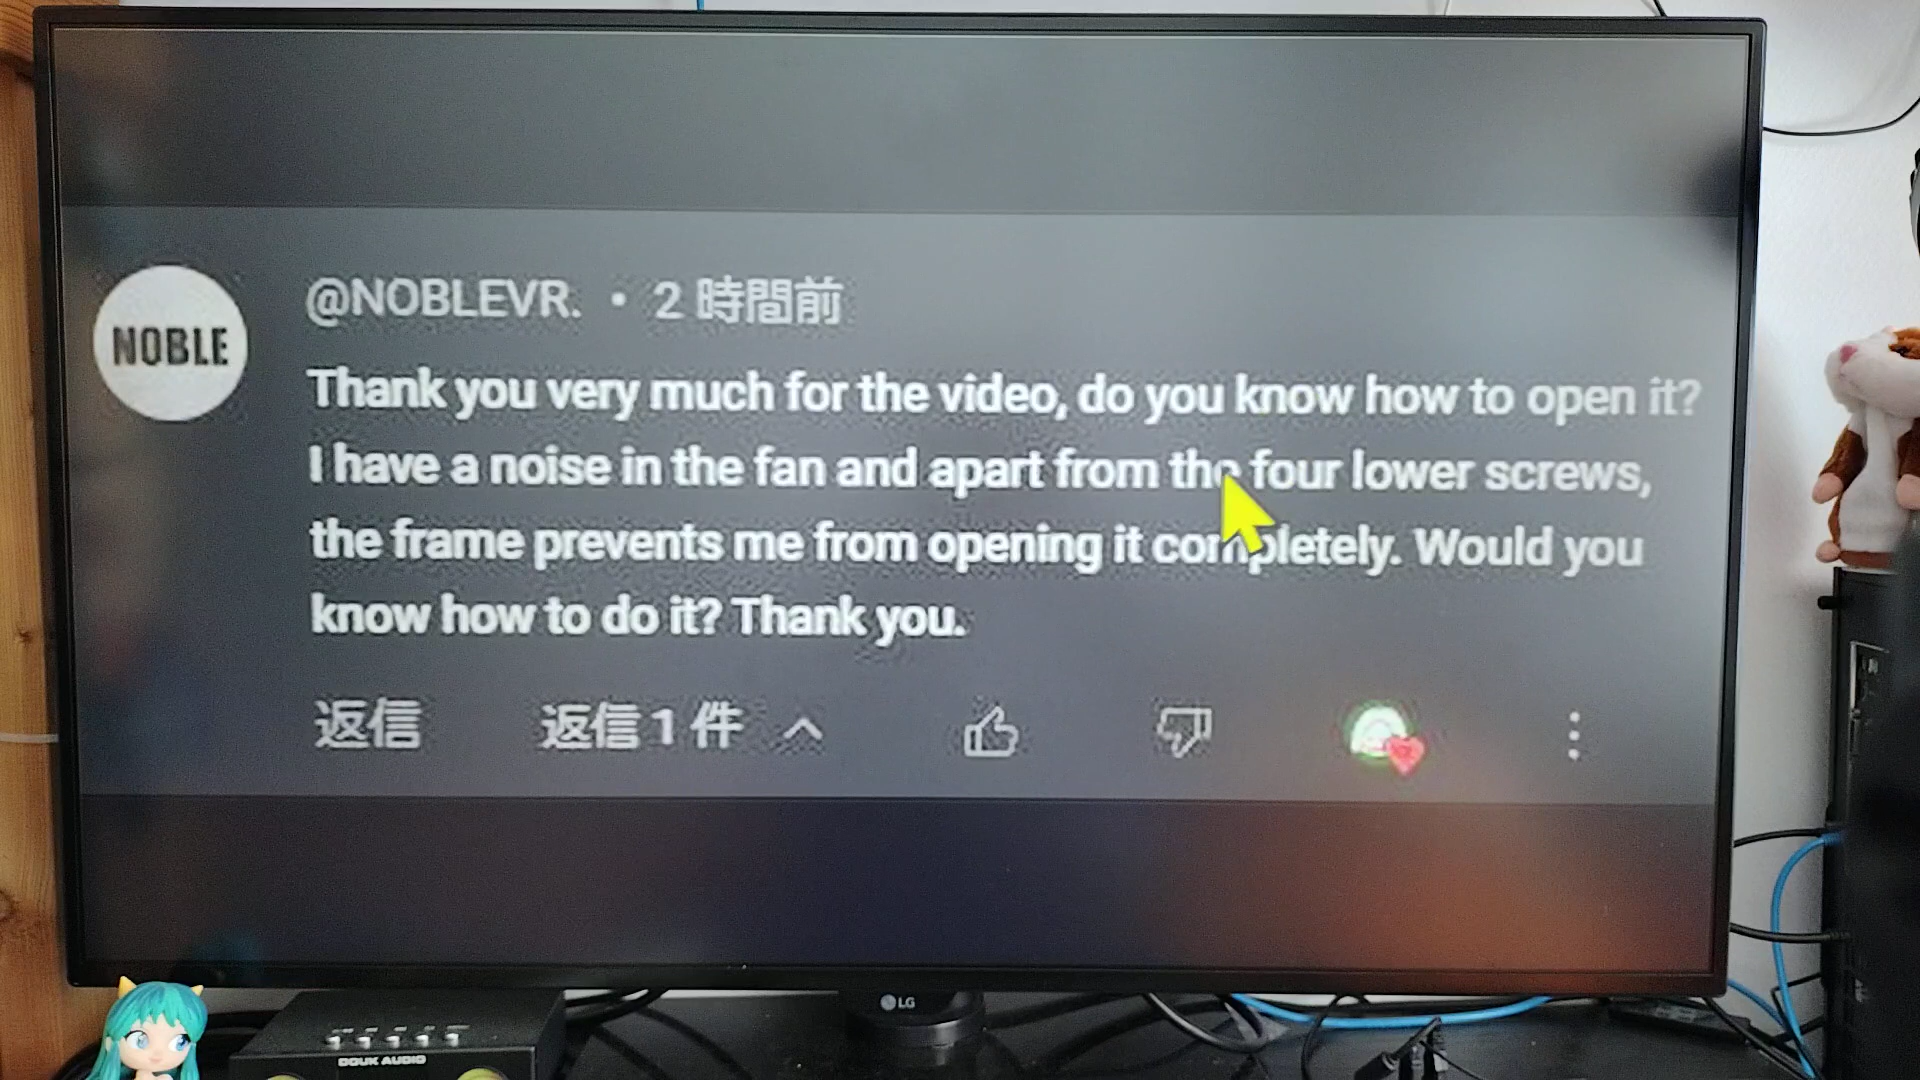 @NOBLEVR. • 2 時間前
NOBLE
Thank you very much for the video, do you know how to open it?
I have a noise in the fan and apart from the four lower screws,
the frame prevents me from opening it completely. Would you
know how to do it? Thank you.
返信 返信 1 件
LG
DOUK AUDIO